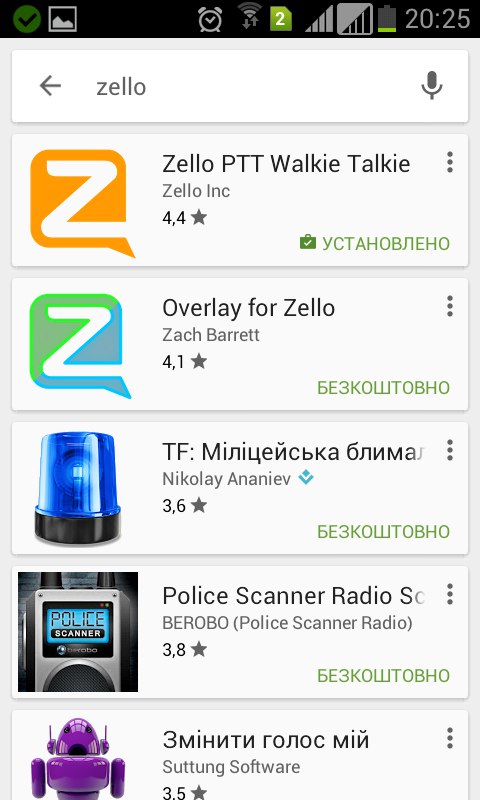 2 20:25
zello
Zello PTT Walkie Talkie
Zello Inc
4,4
УСТАНОВЛЕНО
Overlay for Zello
Zach Barrett
4,1
БЕЗКОШТОВНО
TF: Міліцейська блимал
Nikolay Ananiev
3,6
БЕЗКОШТОВНО
POLICE
SCANNER
berobo
Police Scanner Radio Sc
BEROBO (Police Scanner Radio)
3,8
БЕЗКОШТОВНО
Змінити голос мій
Suttung Software
3,5